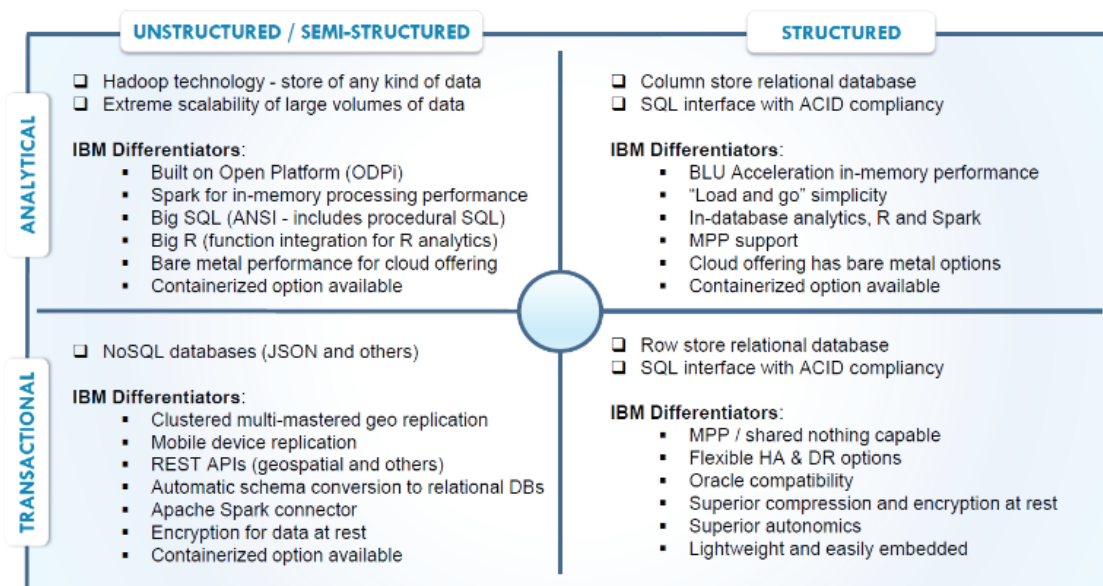 UNSTRUCTURED / SEMI-STRUCTURED
STRUCTURED
ANALYTICAL
❑ Hadoop technology - store of any kind of data
❑ Extreme scalability of large volumes of data
IBM Differentiators:
▪ Built on Open Platform (ODPi)
▪ Spark for in-memory processing performance
▪ Big SQL (ANSI - includes procedural SQL)
▪ Big R (function integration for R analytics)
▪ Bare metal performance for cloud offering
▪ Containerized option available
❑ Column store relational database
❑ SQL interface with ACID compliancy
IBM Differentiators:
▪ BLU Acceleration in-memory performance
▪ “Load and go” simplicity
▪ In-database analytics, R and Spark
▪ MPP support
▪ Cloud offering has bare metal options
▪ Containerized option available
TRANSACTIONAL
❑ NoSQL databases (JSON and others)
IBM Differentiators:
▪ Clustered multi-mastered geo replication
▪ Mobile device replication
▪ REST APIs (geospatial and others)
▪ Automatic schema conversion to relational DBs
▪ Apache Spark connector
▪ Encryption for data at rest
▪ Containerized option available
❑ Row store relational database
❑ SQL interface with ACID compliancy
IBM Differentiators:
▪ MPP / shared nothing capable
▪ Flexible HA & DR options
▪ Oracle compatibility
▪ Superior compression and encryption at rest
▪ Superior autonomics
▪ Lightweight and easily embedded